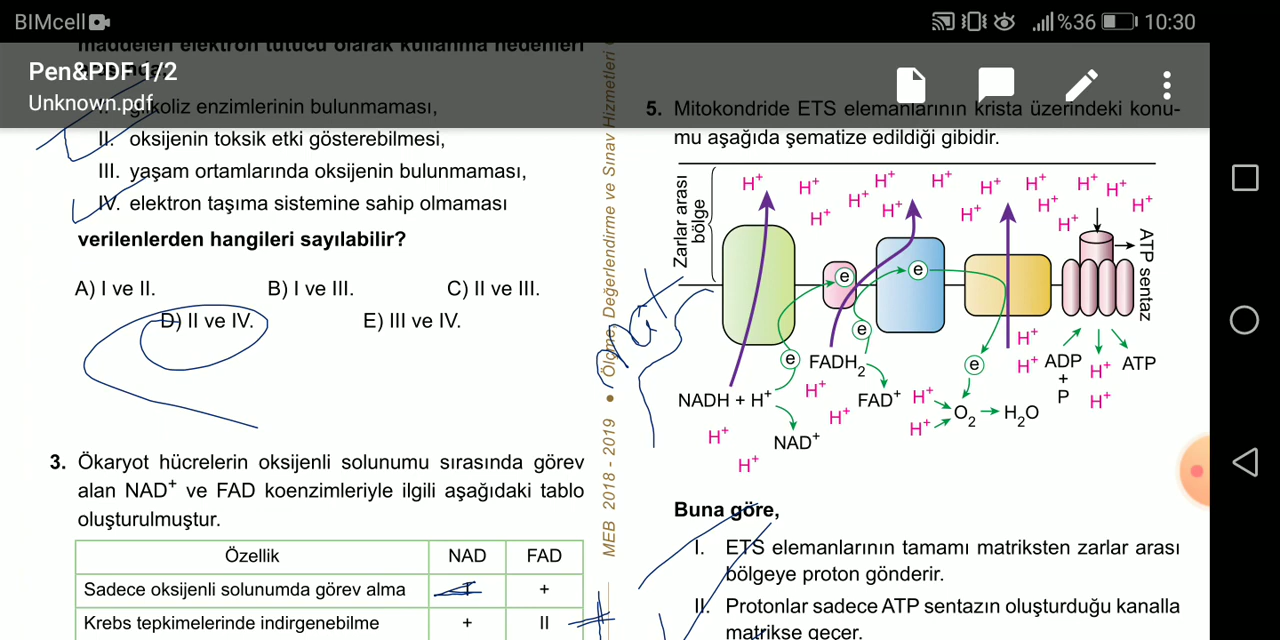 BIMcell
%36
10:30
maddeleri elektron tutucu olarak kullanma nedenleri
Pen&PDF 1/2
Unknown.pdf
I. glikoliz enzimlerinin bulunmaması,
II. oksijenin toksik etki gösterebilmesi,
III. yaşam ortamlarında oksijenin bulunmaması,
IV. elektron taşıma sistemine sahip olmaması
verilenlerden hangileri sayılabilir?
A) I ve II.
B) I ve III.
C) II ve III.
D) II ve IV.
E) III ve IV.
3. Ökaryot hücrelerin oksijenli solunumu sırasında görev
alan NAD⁺ ve FAD koenzimleriyle ilgili aşağıdaki tablo
oluşturulmuştur.
Özellik NAD FAD
Sadece oksijenli solunumda görev alma I +
Krebs tepkimelerinde indirgenebilme + II
MEB 2018 - 2019 • Ölçme, Değerlendirme ve Sınav Hizmetleri
mat
5. Mitokondride ETS elemanlarının krista üzerindeki konu-
mu aşağıda şematize edildiği gibidir.
Zarlar arası
bölge
H⁺ H⁺ H⁺ H⁺ H⁺ H⁺ H⁺ H⁺
H⁺ H⁺ H⁺ H⁺ H⁺ H⁺ H⁺
ATP sentaz
e e e e e
NADH + H⁺
NAD⁺
FADH₂
FAD⁺
H⁺ H⁺ H⁺ H⁺
H⁺
H⁺
O₂
H₂O
H⁺
H⁺
ADP
+
P
H⁺
H⁺
ATP
Buna göre,
I. ETS elemanlarının tamamı matriksten zarlar arası
bölgeye proton gönderir.
II. Protonlar sadece ATP sentazın oluşturduğu kanalla
matrikse geçer.